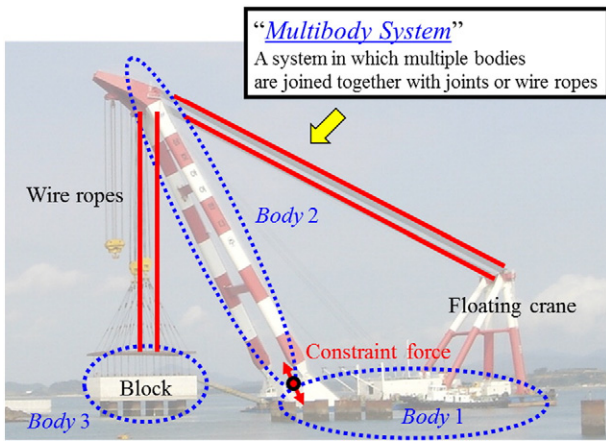 “Multibody System”
A system in which multiple bodies
are joined together with joints or wire ropes
Wire ropes
Body 2
Floating crane
Constraint force
Block
Body 3
Body 1